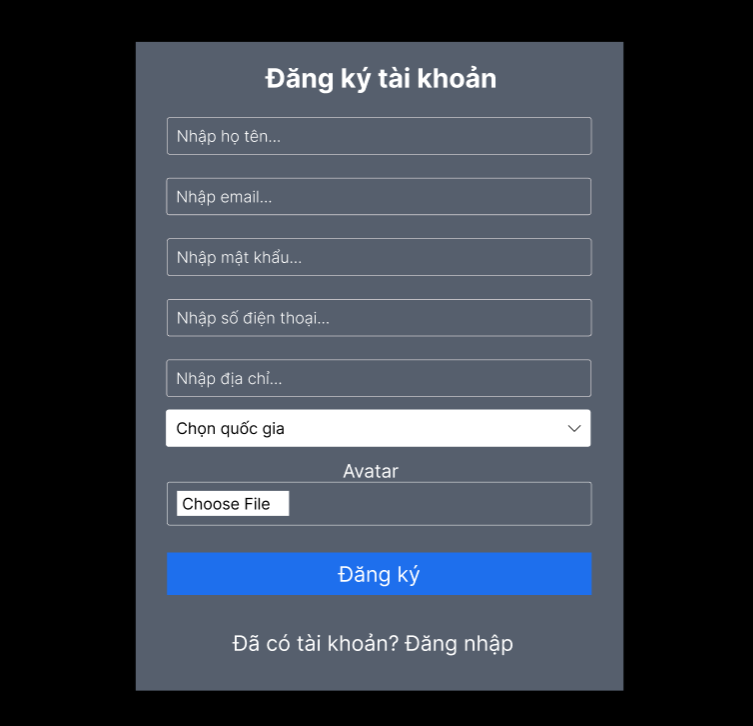 Đăng ký tài khoản
Nhập họ tên...
Nhập email...
Nhập mật khẩu...
Nhập số điện thoại...
Nhập địa chỉ...
Chọn quốc gia
Avatar
Choose File
Đăng ký
Đã có tài khoản? Đăng nhập